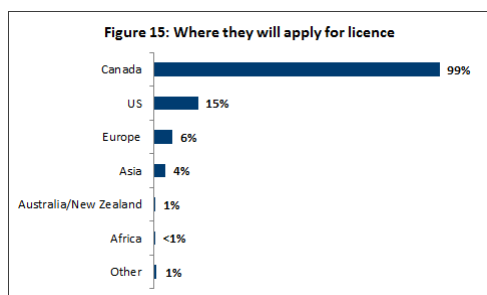 Figure 15: Where they will apply for licence
Canada 99%
US 15%
Europe 6%
Asia 4%
Australia/New Zealand 1%
Africa <1%
Other 1%